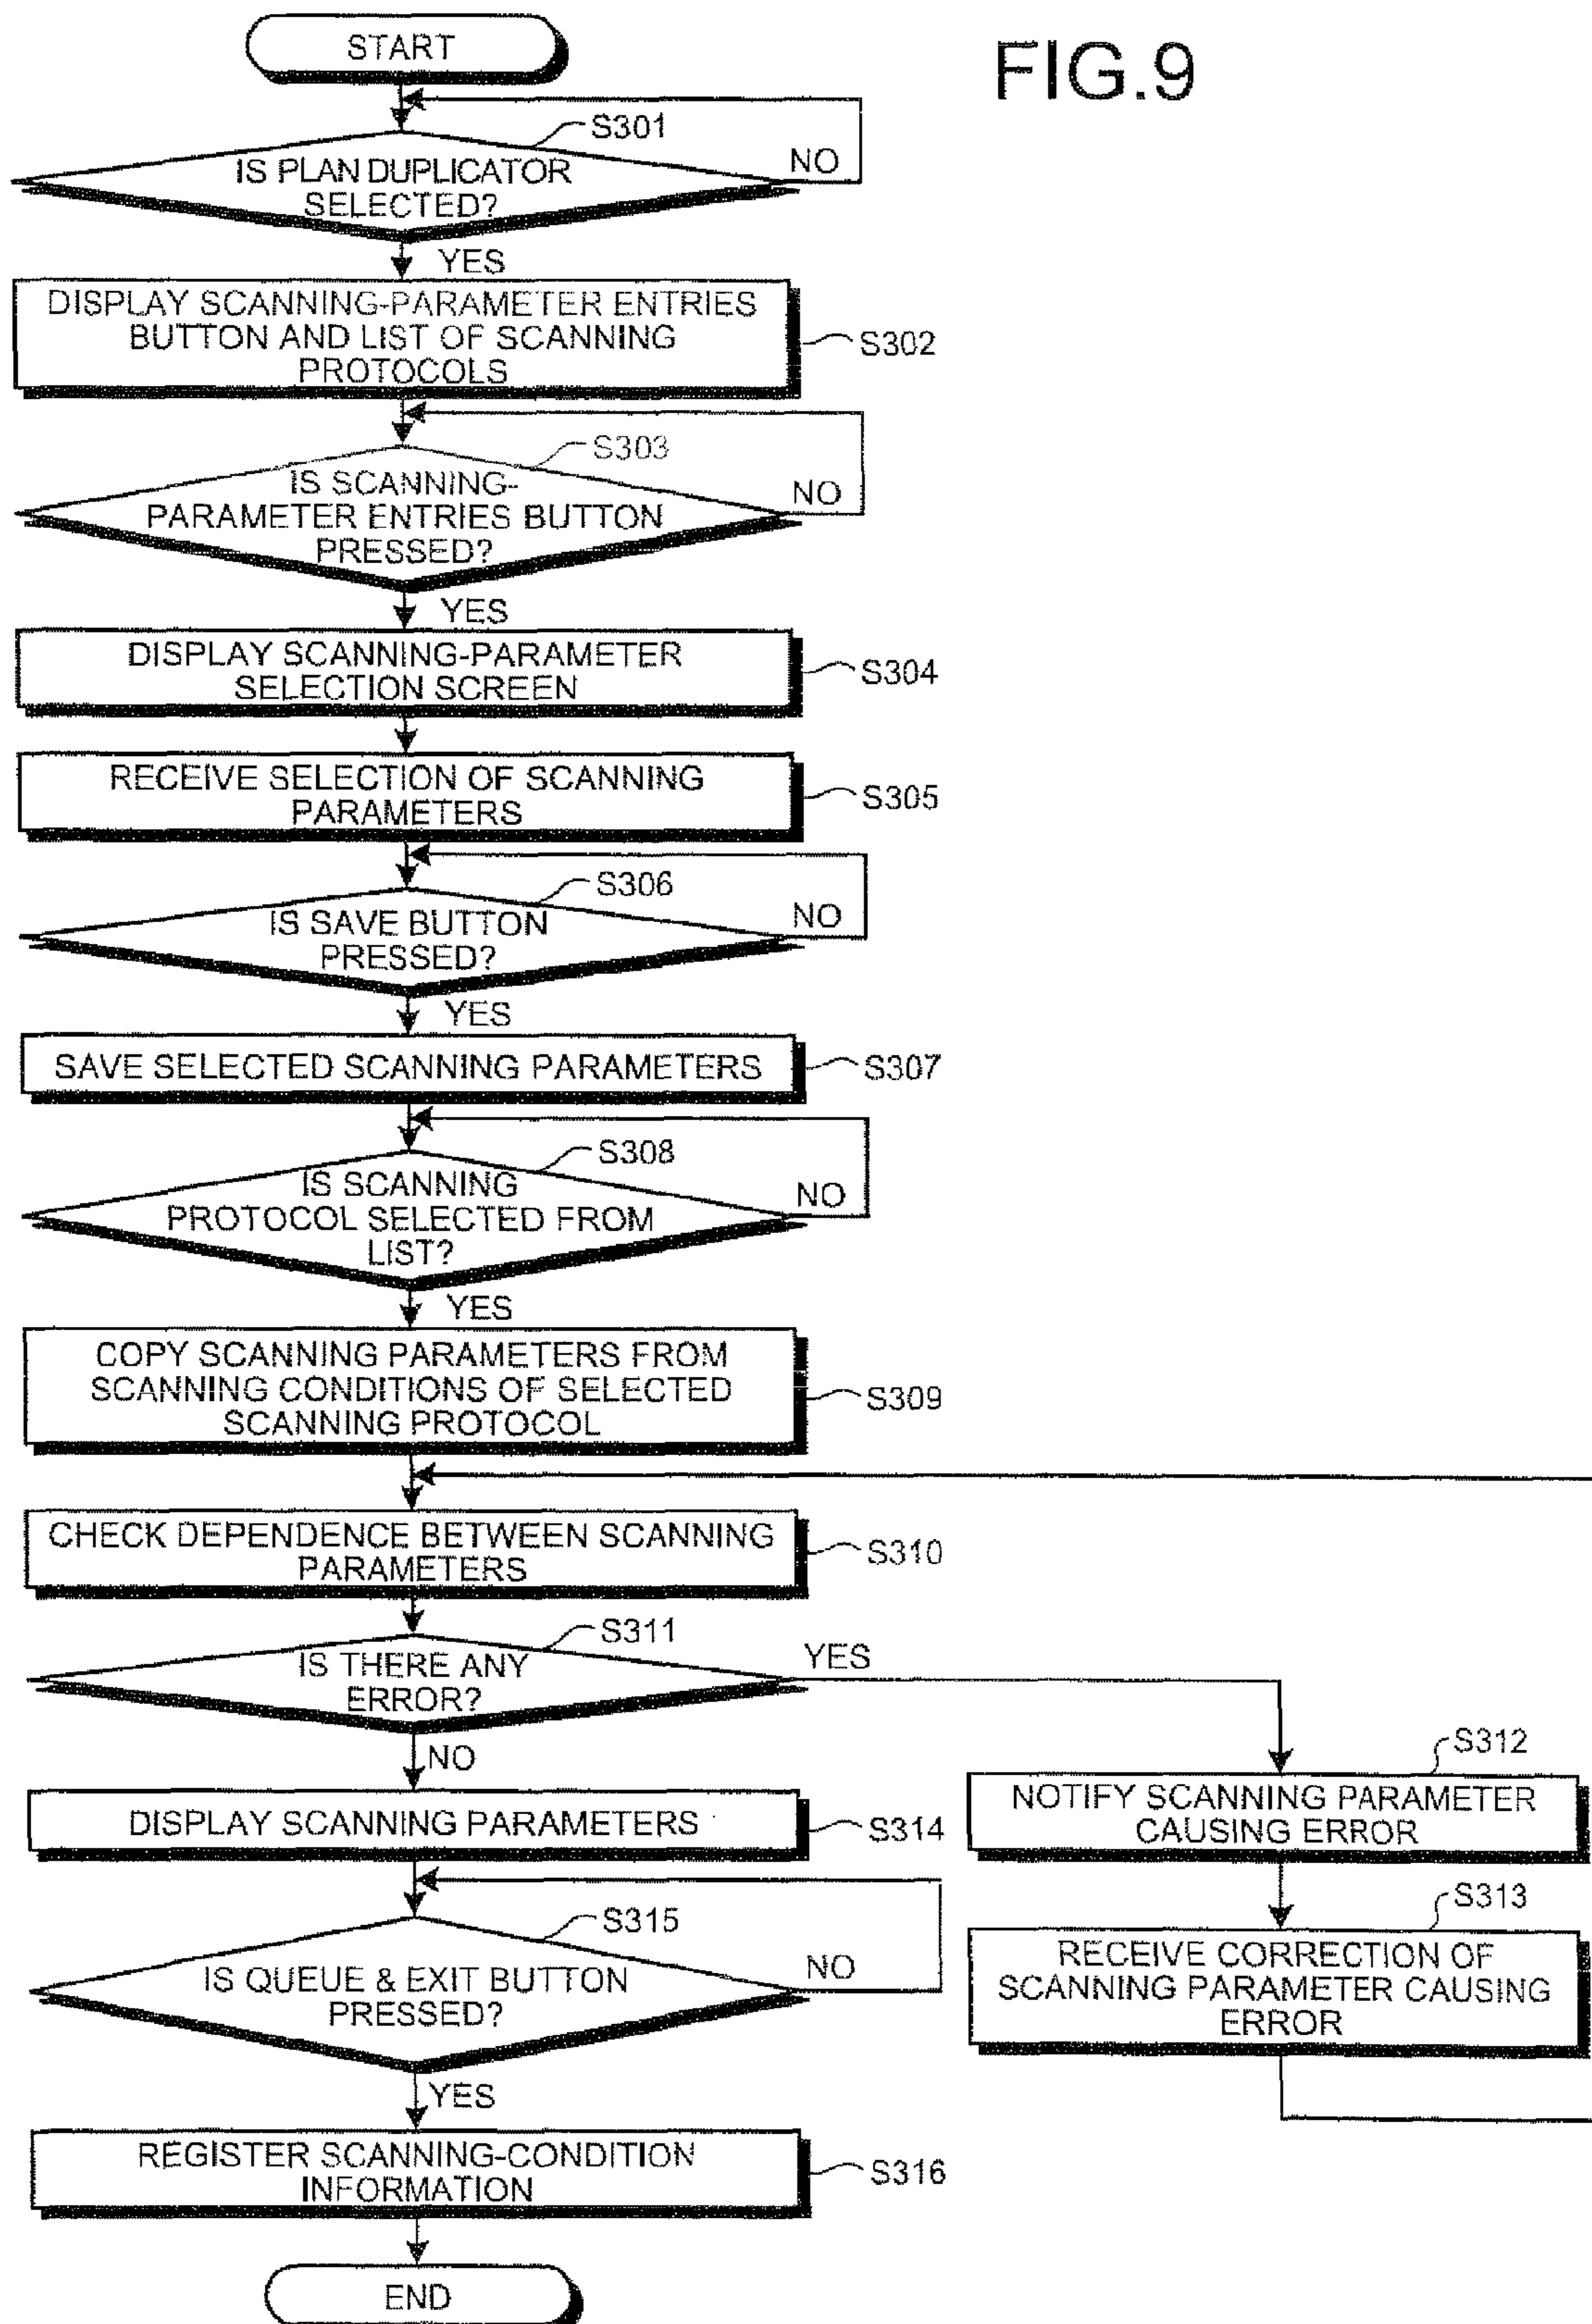 FIG.9
START
S301
IS PLAN DUPLICATOR
SELECTED?
NO
YES
DISPLAY SCANNING-PARAMETER ENTRIES
BUTTON AND LIST OF SCANNING
PROTOCOLS
S302
S303
IS SCANNING-
PARAMETER ENTRIES BUTTON
PRESSED?
NO
YES
DISPLAY SCANNING-PARAMETER
SELECTION SCREEN
S304
RECEIVE SELECTION OF SCANNING
PARAMETERS
S305
S306
IS SAVE BUTTON
PRESSED?
NO
YES
SAVE SELECTED SCANNING PARAMETERS
S307
S308
IS SCANNING
PROTOCOL SELECTED FROM
LIST?
NO
YES
COPY SCANNING PARAMETERS FROM
SCANNING CONDITIONS OF SELECTED
SCANNING PROTOCOL
S309
CHECK DEPENDENCE BETWEEN SCANNING
PARAMETERS
S310
S311
IS THERE ANY
ERROR?
YES
NO
S312
NOTIFY SCANNING PARAMETER
CAUSING ERROR
S313
RECEIVE CORRECTION OF
SCANNING PARAMETER CAUSING
ERROR
DISPLAY SCANNING PARAMETERS
S314
S315
IS QUEUE & EXIT BUTTON
PRESSED?
NO
YES
REGISTER SCANNING-CONDITION
INFORMATION
S316
END